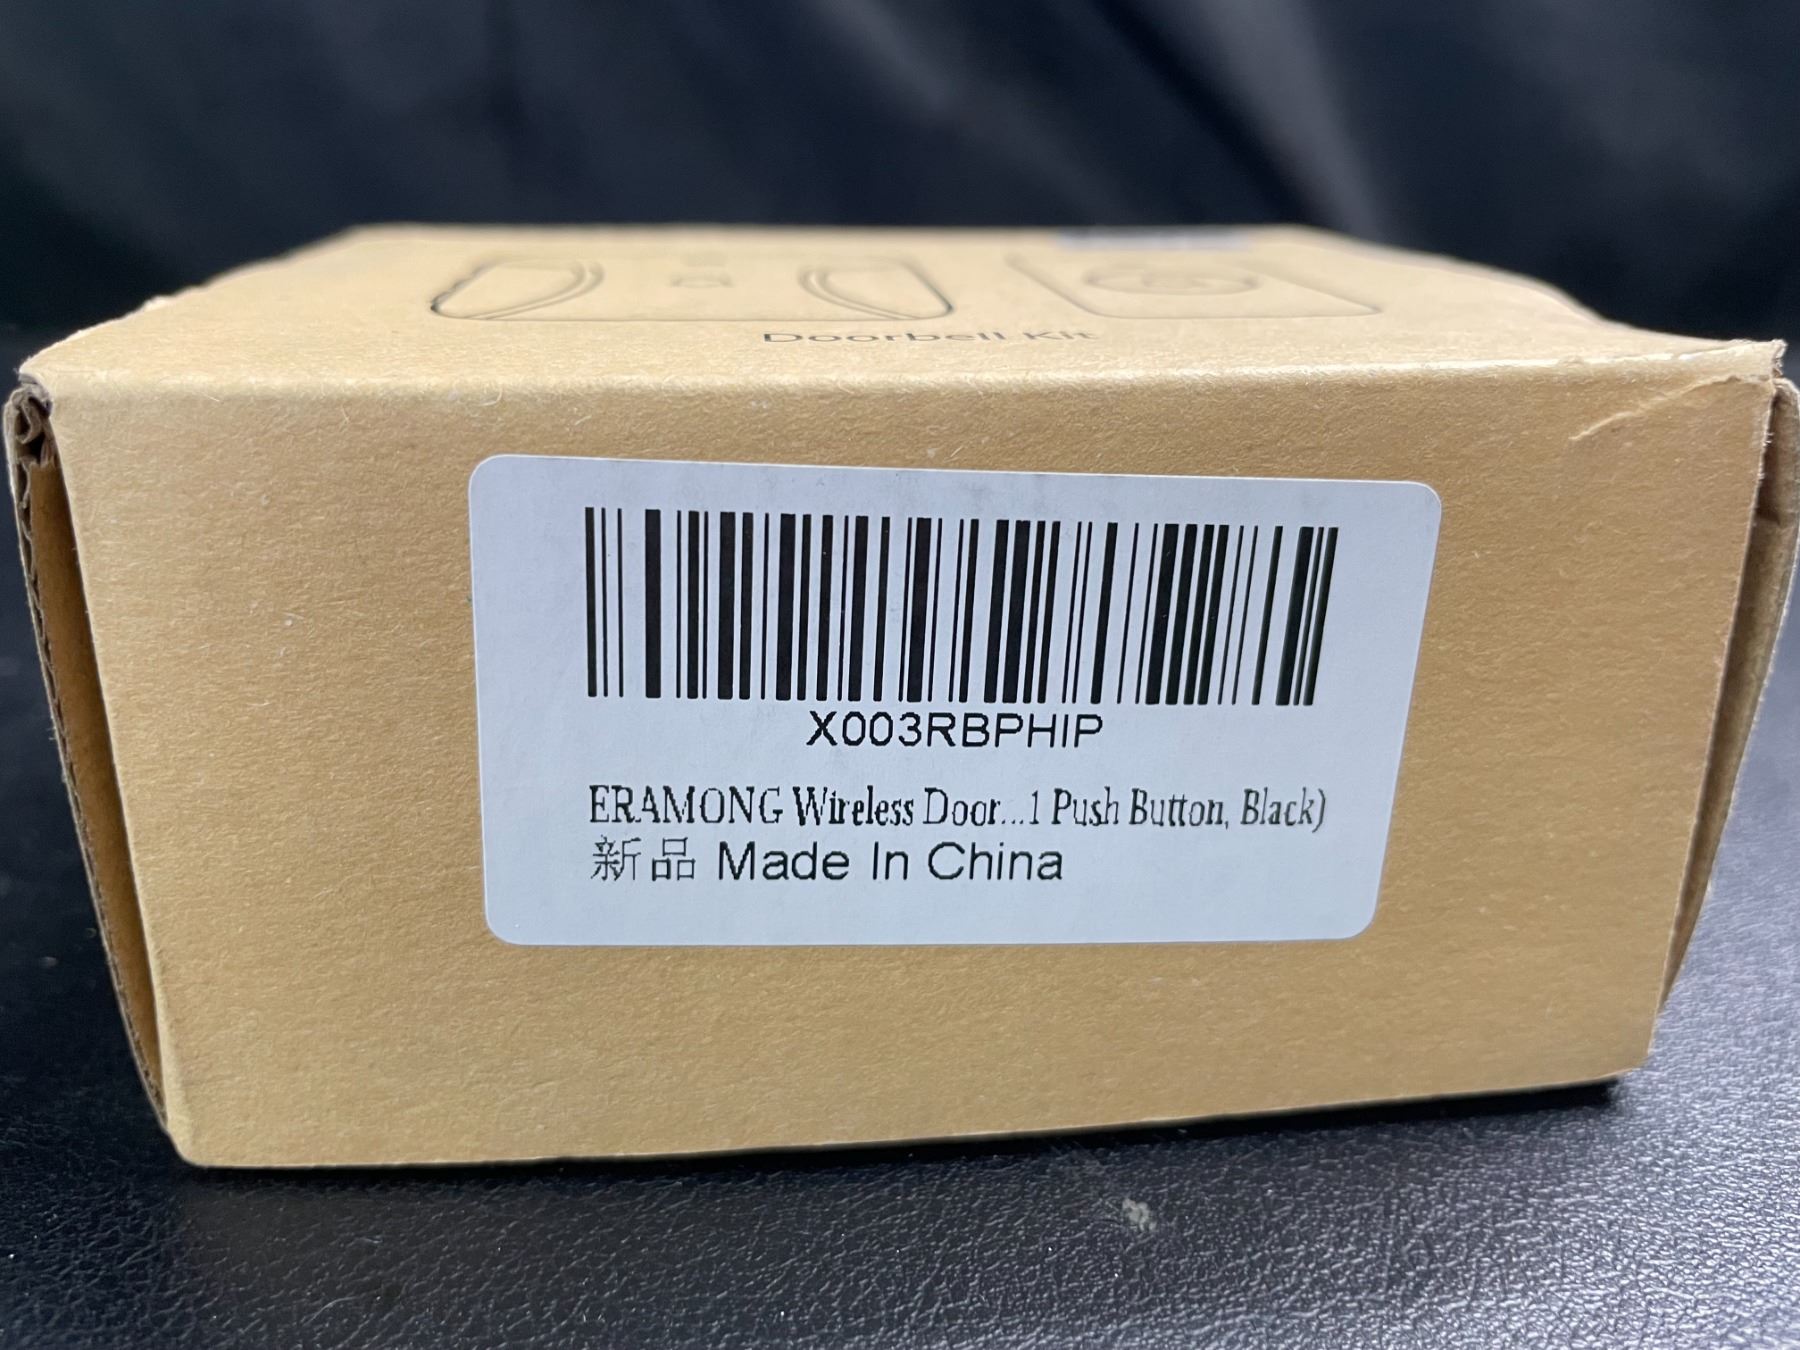 Doorbell Kit
X003RBPHIP
ERAMONG Wireless Door...1 Push Button, Black)
新品 Made In China